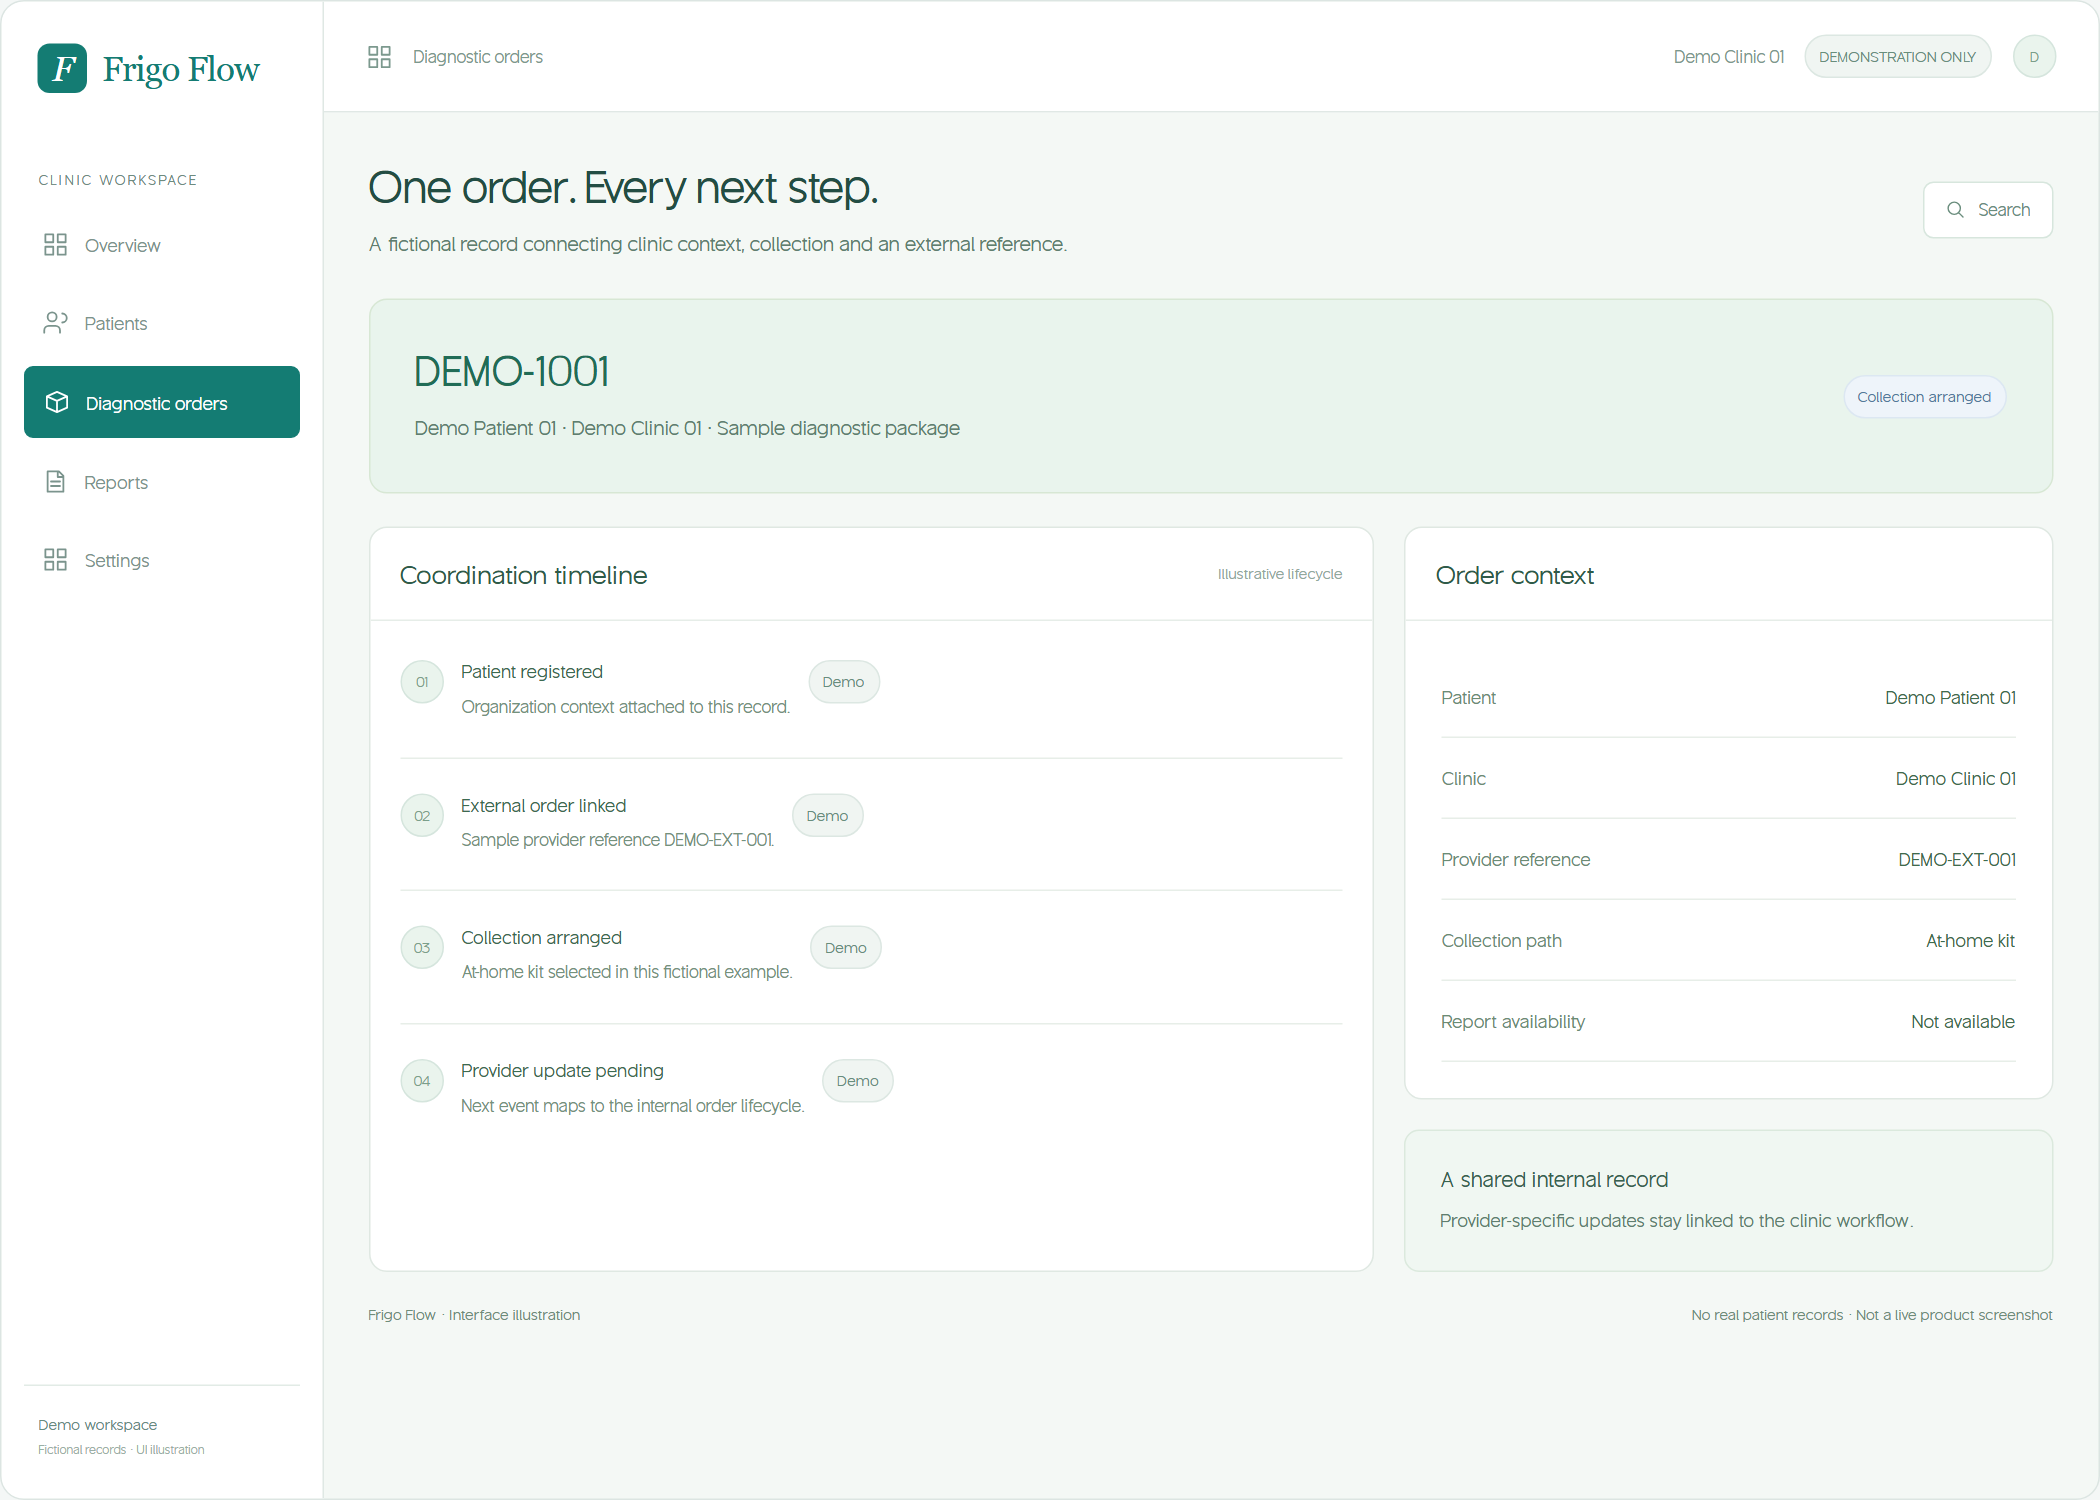 F Frigo Flow
CLINIC WORKSPACE
Overview
Patients
Diagnostic orders
Reports
Settings
Demo workspace
Fictional records · UI illustration
Diagnostic orders
Demo Clinic 01
DEMONSTRATION ONLY
D
One order. Every next step.
A fictional record connecting clinic context, collection and an external reference.
Search
DEMO-1001
Demo Patient 01 · Demo Clinic 01 · Sample diagnostic package
Collection arranged
Coordination timeline
Illustrative lifecycle
01
Patient registered
Organization context attached to this record.
Demo
02
External order linked
Sample provider reference DEMO-EXT-001.
Demo
03
Collection arranged
At-home kit selected in this fictional example.
Demo
04
Provider update pending
Next event maps to the internal order lifecycle.
Demo
Order context
Patient Demo Patient 01
Clinic Demo Clinic 01
Provider reference DEMO-EXT-001
Collection path At-home kit
Report availability Not available
A shared internal record
Provider-specific updates stay linked to the clinic workflow.
Frigo Flow · Interface illustration
No real patient records · Not a live product screenshot